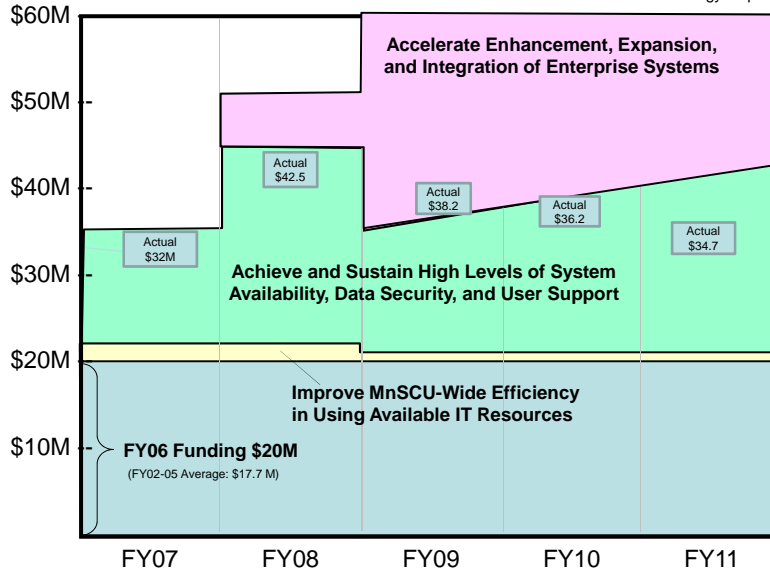 $60M
Accelerate Enhancement, Expansion,
and Integration of Enterprise Systems
$50M
Actual
$42.5
$40M
Actual
$38.2
Actual
$36.2
Actual
$32M
Actual
$34.7
$30M
Achieve and Sustain High Levels of System
Availability, Data Security, and User Support
$20M
Improve MnSCU-Wide Efficiency
in Using Available IT Resources
$10M
FY06 Funding $20M
(FY02-05 Average: $17.7 M)
FY07 FY08 FY09 FY10 FY11